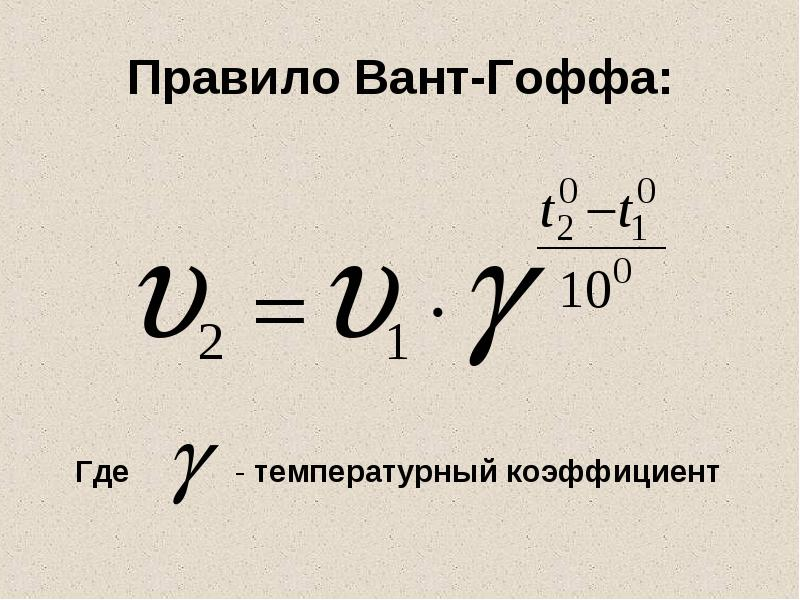 Правило Вант-Гоффа:
υ₂ = υ₁ · γ^((t₂⁰ – t₁⁰)/10⁰)
Где γ - температурный коэффициент